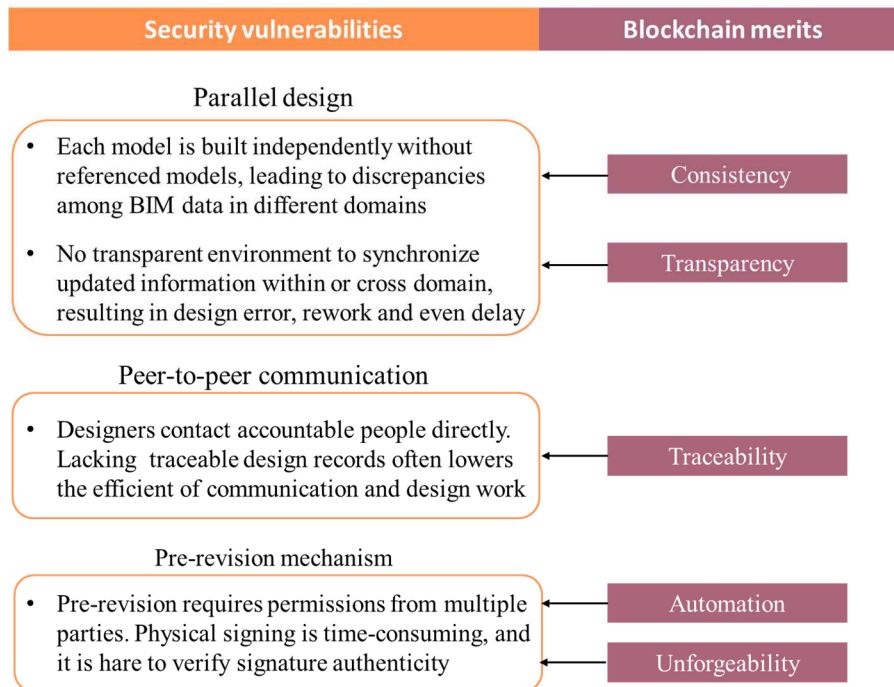 Security vulnerabilities
Blockchain merits
Parallel design
• Each model is built independently without
referenced models, leading to discrepancies
among BIM data in different domains
Consistency
• No transparent environment to synchronize
updated information within or cross domain,
resulting in design error, rework and even delay
Transparency
Peer-to-peer communication
• Designers contact accountable people directly.
Lacking traceable design records often lowers
the efficient of communication and design work
Traceability
Pre-revision mechanism
• Pre-revision requires permissions from multiple
parties. Physical signing is time-consuming, and
it is hare to verify signature authenticity
Automation
Unforgeability